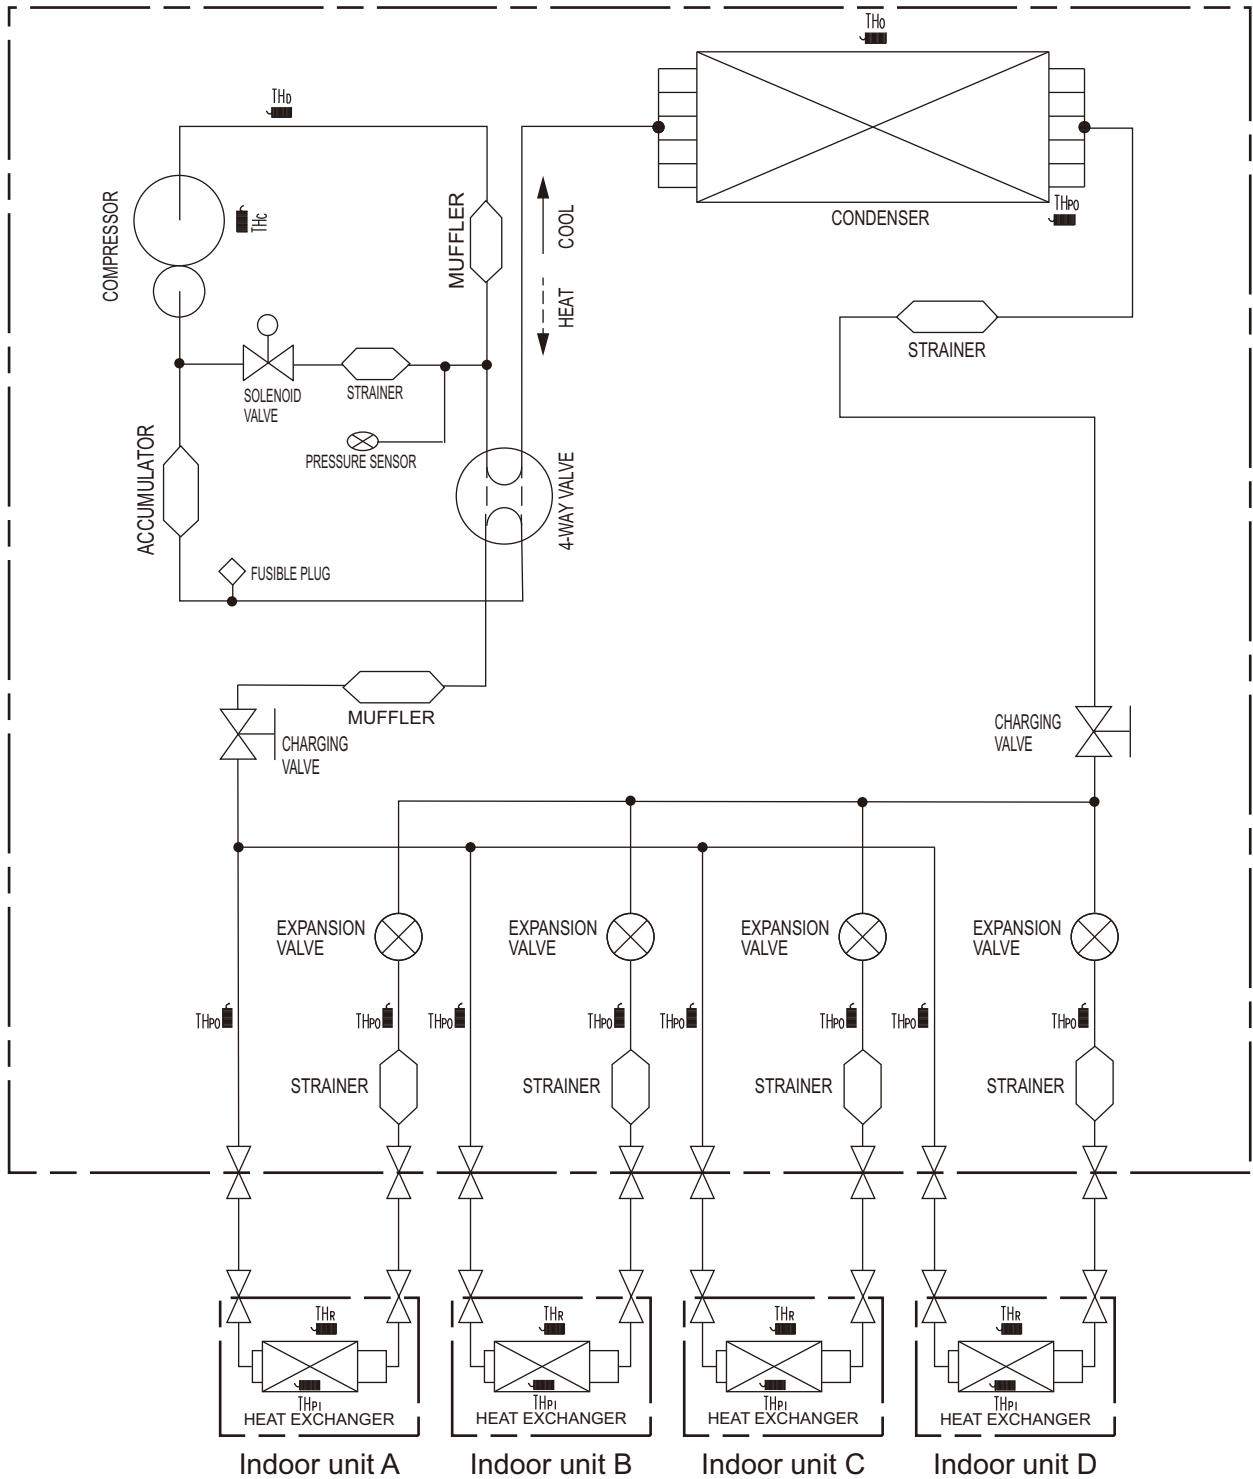 THo
THD
COMPRESSOR
THC
MUFFLER
COOL
HEAT
CONDENSER
THPO
STRAINER
SOLENOID
VALVE
STRAINER
PRESSURE SENSOR
4-WAY VALVE
ACCUMULATOR
FUSIBLE PLUG
MUFFLER
CHARGING
VALVE
CHARGING
VALVE
EXPANSION
VALVE
EXPANSION
VALVE
EXPANSION
VALVE
EXPANSION
VALVE
THPO
THPO
THPO
THPO
THPO
THPO
THPO
THPO
STRAINER
STRAINER
STRAINER
STRAINER
THR
THR
THR
THR
THPI
THPI
THPI
THPI
HEAT EXCHANGER
HEAT EXCHANGER
HEAT EXCHANGER
HEAT EXCHANGER
Indoor unit A
Indoor unit B
Indoor unit C
Indoor unit D